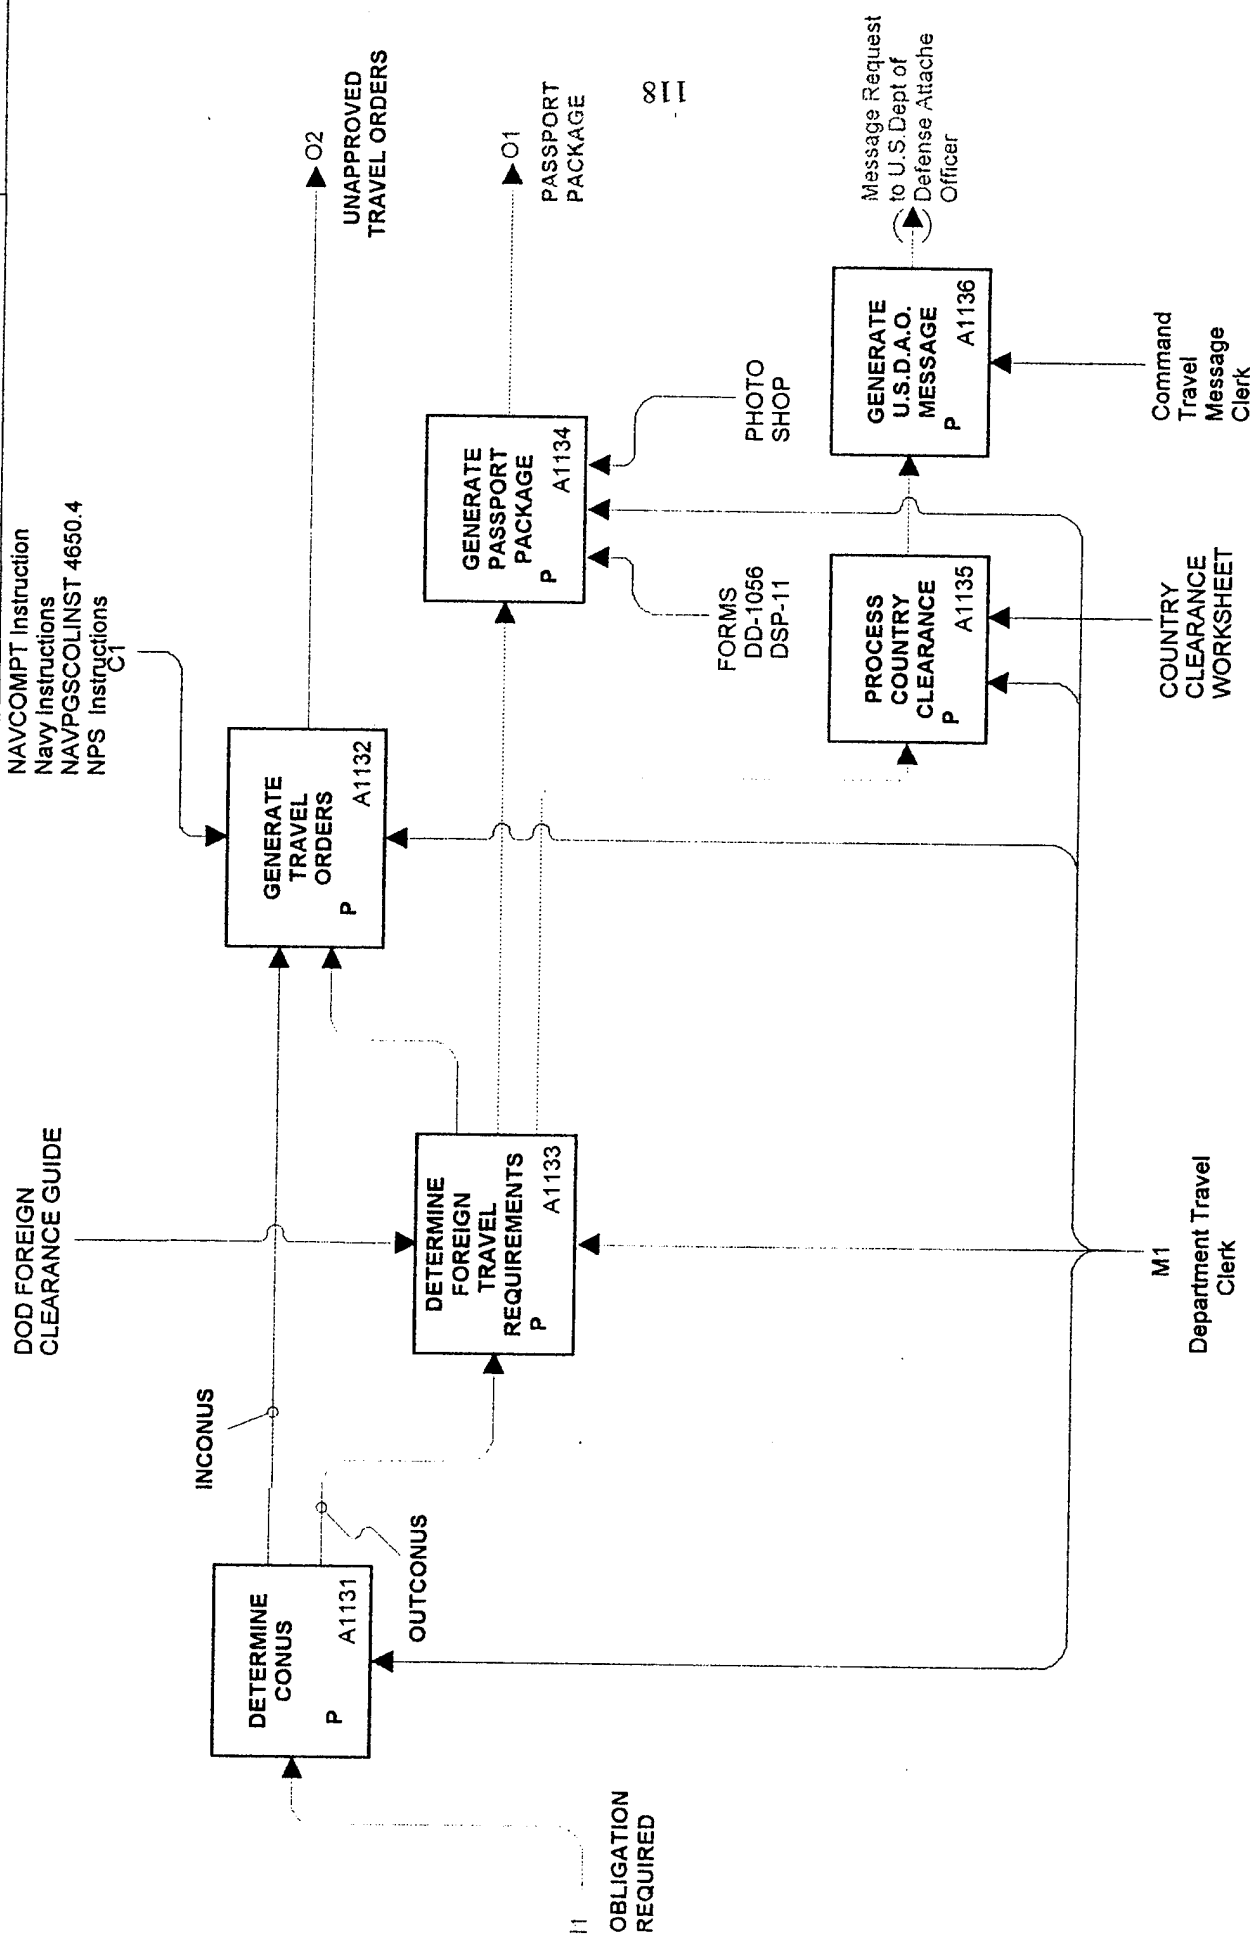 NAVCOMPT Instruction
Navy Instructions
NAVPGSCOLINST 4650.4
NPS Instructions
C1
DOD FOREIGN
CLEARANCE GUIDE
INCONUS
OUTCONUS
I1
OBLIGATION
REQUIRED
DETERMINE
CONUS
P
A1131
GENERATE
TRAVEL
ORDERS
P
A1132
O2
UNAPPROVED
TRAVEL ORDERS
DETERMINE
FOREIGN
TRAVEL
REQUIREMENTS
P
A1133
GENERATE
PASSPORT
PACKAGE
P
A1134
O1
PASSPORT
PACKAGE
FORMS
DD-1056
DSP-11
PHOTO
SHOP
PROCESS
COUNTRY
CLEARANCE
P
A1135
GENERATE
U.S.D.A.O.
MESSAGE
P
A1136
Message Request
to U.S.Dept of
Defense Attache
Officer
M1
Department Travel
Clerk
COUNTRY
CLEARANCE
WORKSHEET
Command
Travel
Message
Clerk
118